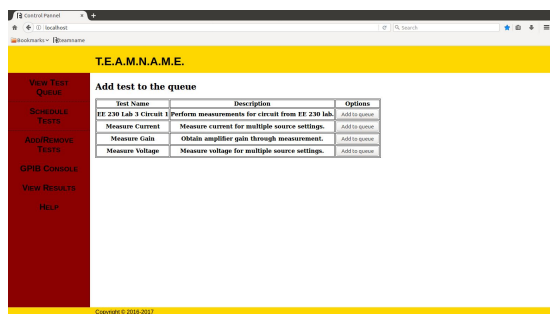 Control Pannel × +
localhost
Search
Bookmarks teamname
T.E.A.M.N.A.M.E.
View Test Queue
Schedule Tests
Add/Remove Tests
GPIB Console
View Results
Help
Add test to the queue
Test Name Description Options
EE 230 Lab 3 Circuit 1 Perform measurements for circuit from EE 230 lab. Add to queue
Measure Current Measure current for multiple source settings. Add to queue
Measure Gain Obtain amplifier gain through measurement. Add to queue
Measure Voltage Measure voltage for multiple source settings. Add to queue
Copyright © 2016-2017